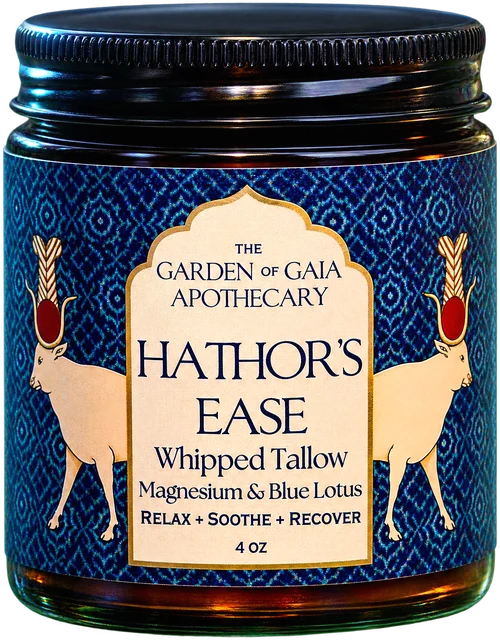 THE
GARDEN OF GAIA
APOTHECARY
HATHOR'S
EASE
Whipped Tallow
Magnesium & Blue Lotus
RELAX + SOOTHE + RECOVER
4 OZ